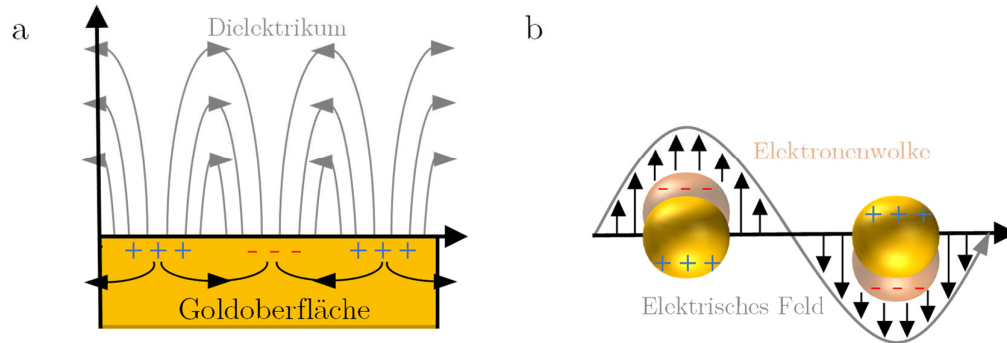 a
Dielektrikum
+ + +
- - -
+ + +
Goldoberfläche
b
Elektronenwolke
- - -
+ + +
+ + +
- - -
Elektrisches Feld